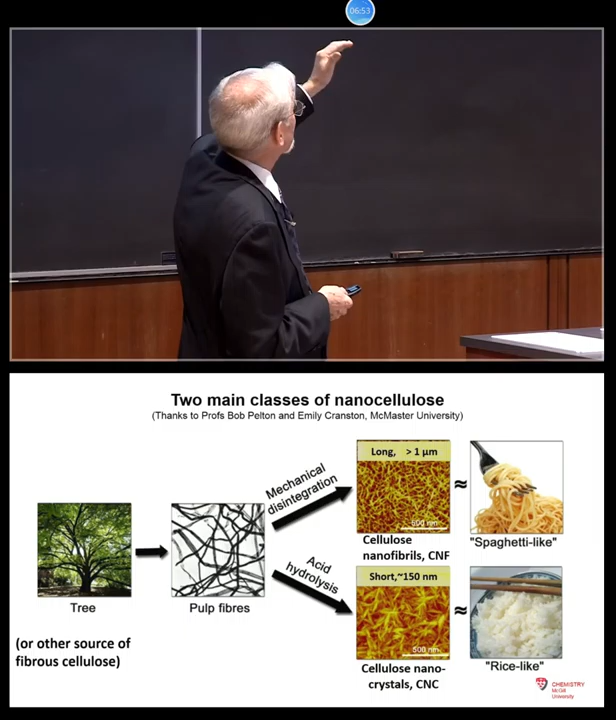 06:53
Two main classes of nanocellulose
(Thanks to Profs Bob Pelton and Emily Cranston, McMaster University)
Mechanical
disintegration
Long, > 1 µm
500 nm
≈
Cellulose
nanofibrils, CNF
"Spaghetti-like"
Acid
hydrolysis
Short,~150 nm
500 nm
≈
Tree
Pulp fibres
(or other source of
fibrous cellulose)
Cellulose nano-
crystals, CNC
"Rice-like"
CHEMISTRY
McGill
University